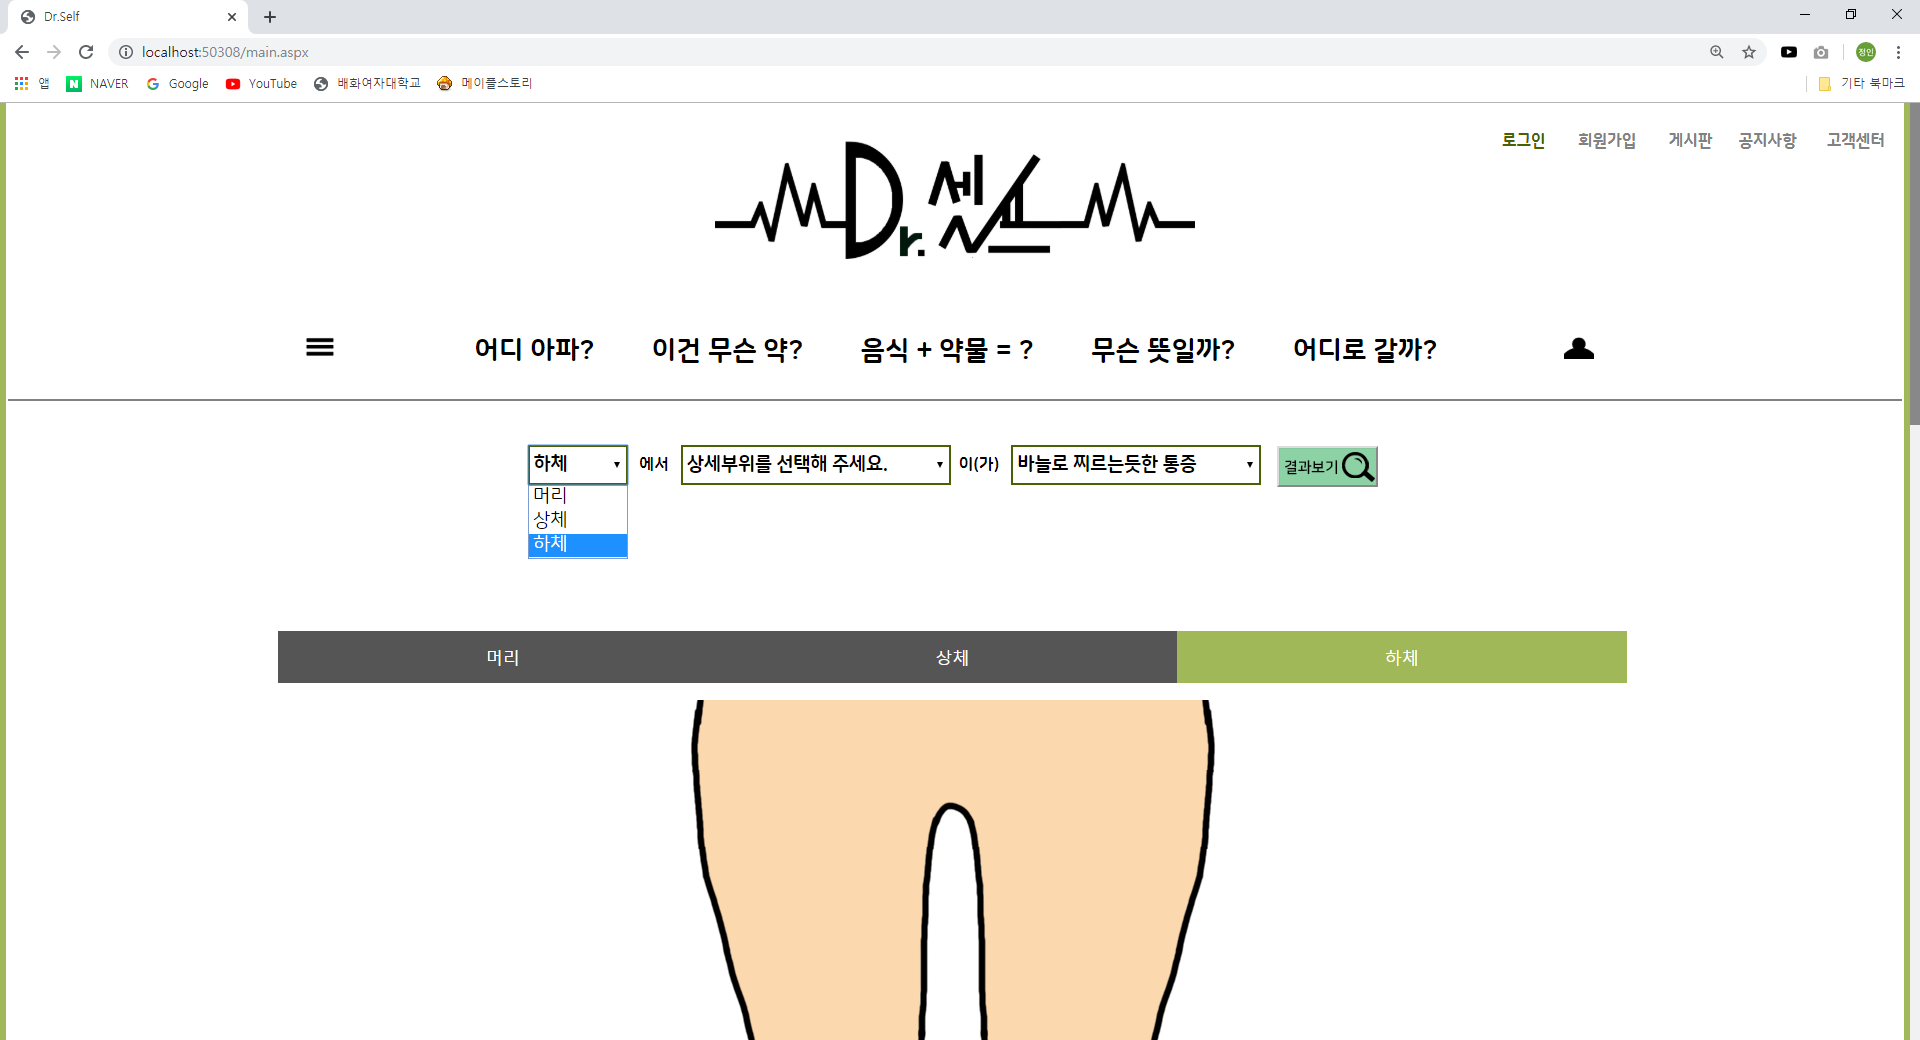 Dr.Self
localhost:50308/main.aspx
정인
앱 NAVER Google YouTube 배화여자대학교 메이플스토리 기타 북마크
로그인 회원가입 게시판 공지사항 고객센터
Dr. 셀스
어디 아파? 이건 무슨 약? 음식 + 약물 = ? 무슨 뜻일까? 어디로 갈까?
하체 에서 상세부위를 선택해 주세요. 이(가) 바늘로 찌르는듯한 통증 결과보기
머리
상체
하체
머리 상체 하체